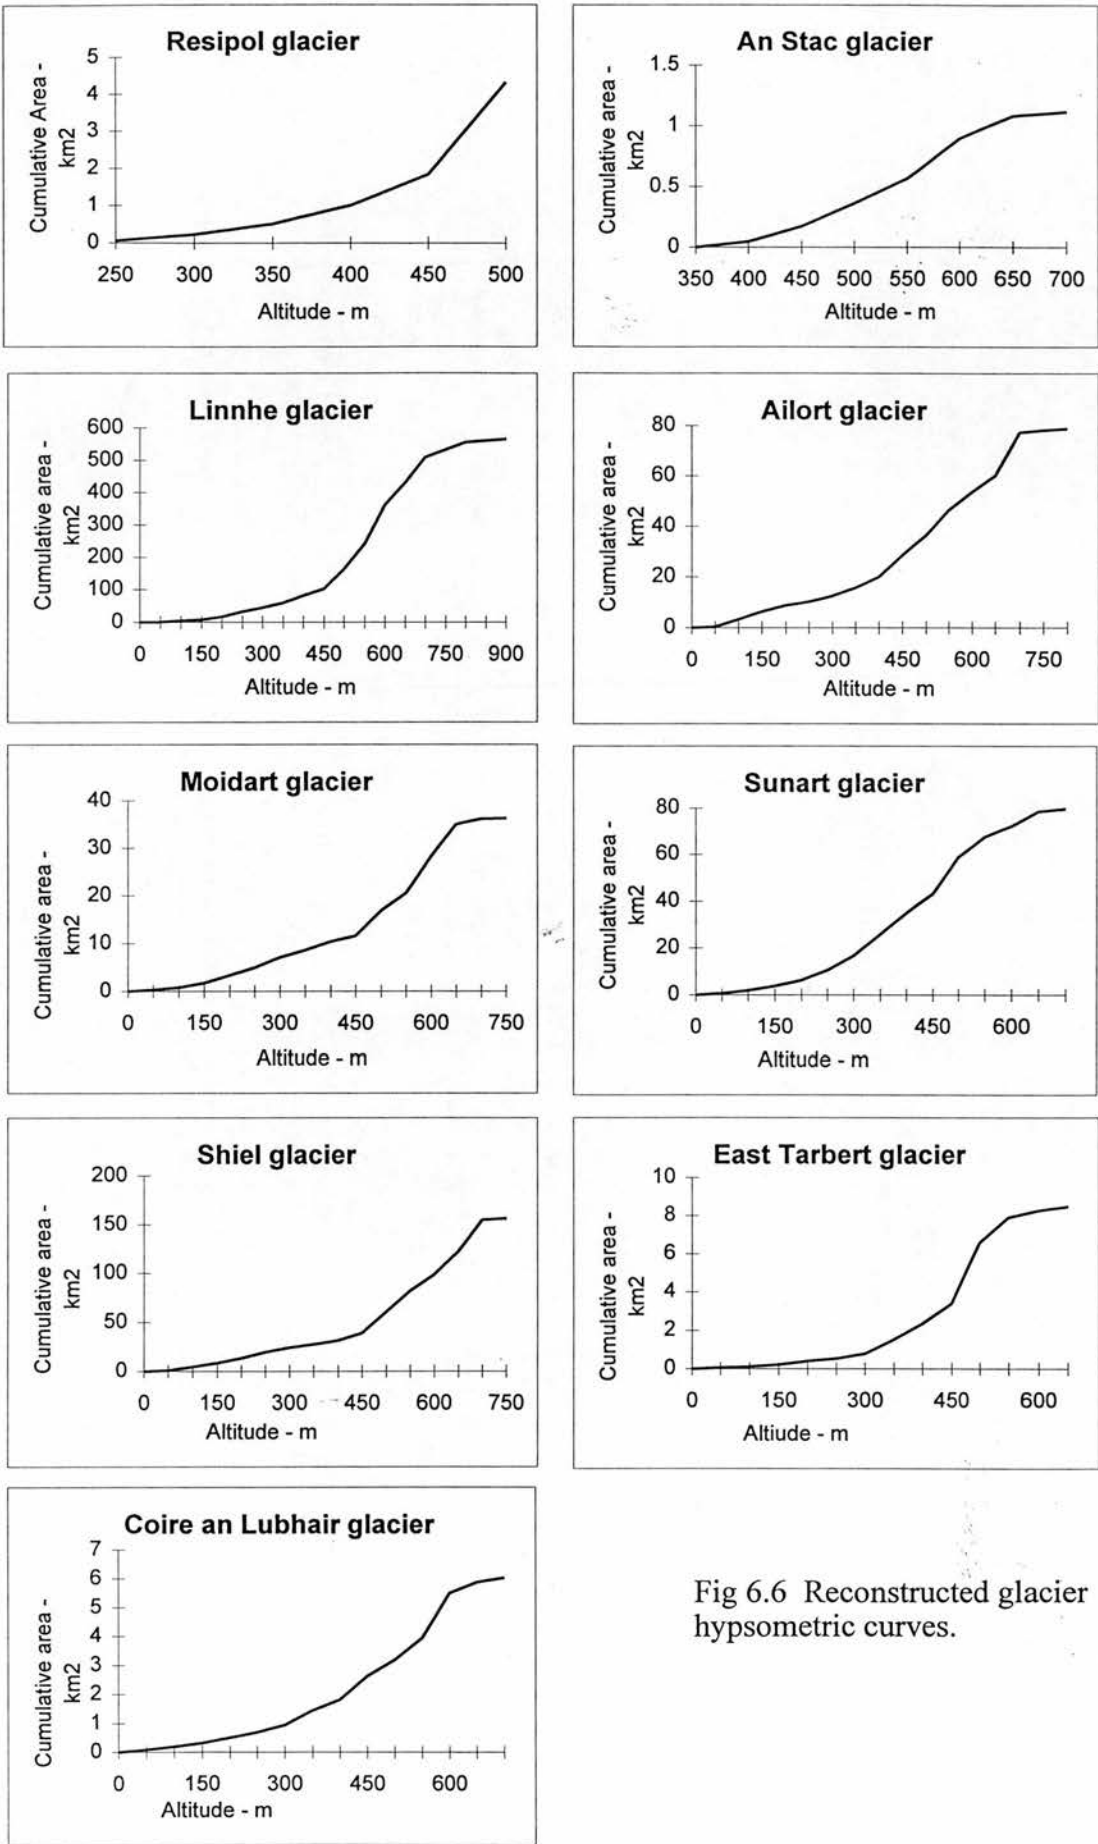 Resipol glacier
Cumulative Area -
km2
5
4
3
2
1
0
250 300 350 400 450 500
Altitude - m
An Stac glacier
Cumulative area -
km2
1.5
1
0.5
0
350 400 450 500 550 600 650 700
Altitude - m
Linnhe glacier
Cumulative area -
km2
600
500
400
300
200
100
0
0 150 300 450 600 750 900
Altitude - m
Ailort glacier
Cumulative area -
km2
80
60
40
20
0
0 150 300 450 600 750
Altitude - m
Moidart glacier
Cumulative area -
km2
40
30
20
10
0
0 150 300 450 600 750
Altitude - m
Sunart glacier
Cumulative area -
km2
80
60
40
20
0
0 150 300 450 600
Altitude - m
Shiel glacier
Cumulative area -
km2
200
150
100
50
0
0 150 300 450 600 750
Altitude - m
East Tarbert glacier
Cumulative area -
km2
10
8
6
4
2
0
0 150 300 450 600
Altiude - m
Coire an Lubhair glacier
Cumulative area -
km2
7
6
5
4
3
2
1
0
0 150 300 450 600
Altitude - m
Fig 6.6 Reconstructed glacier
hypsometric curves.